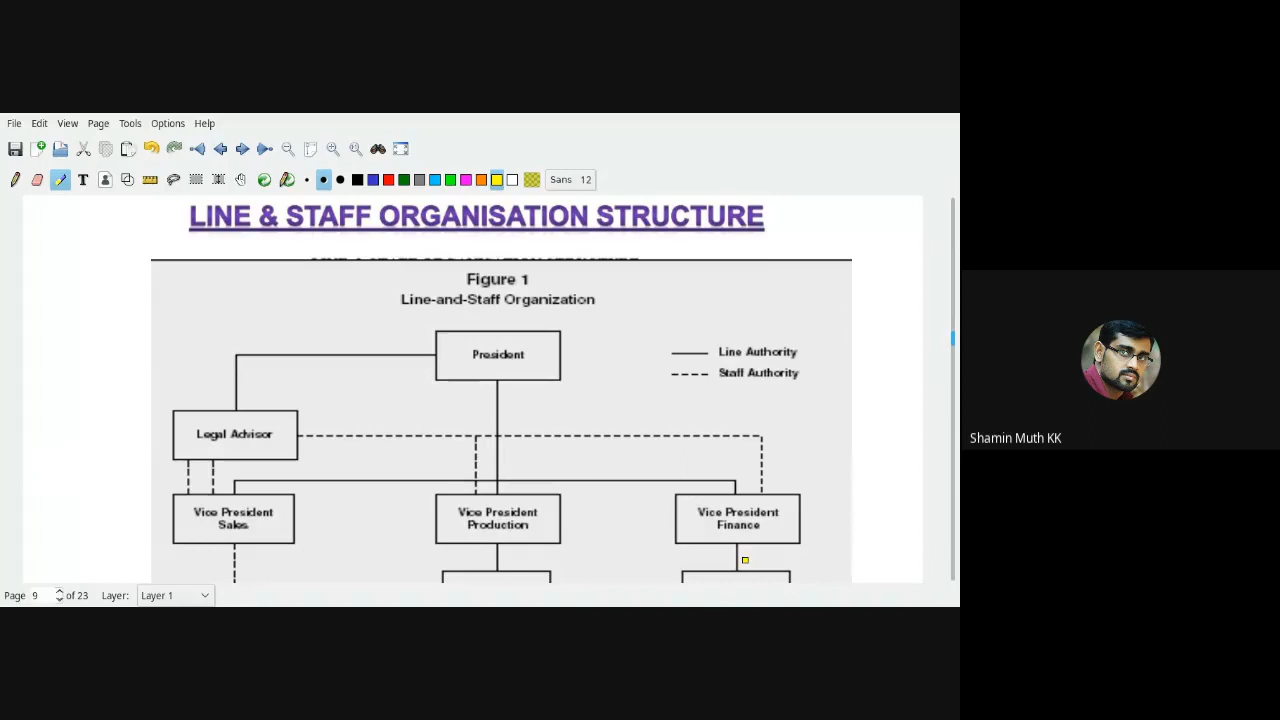 File Edit View Page Tools Options Help
T Sans 12
LINE & STAFF ORGANISATION STRUCTURE
Figure 1
Line-and-Staff Organization
President
Line Authority
Staff Authority
Legal Advisor
Vice President
Sales
Vice President
Production
Vice President
Finance
Shamin Muth KK
Page 9 of 23 Layer: Layer 1